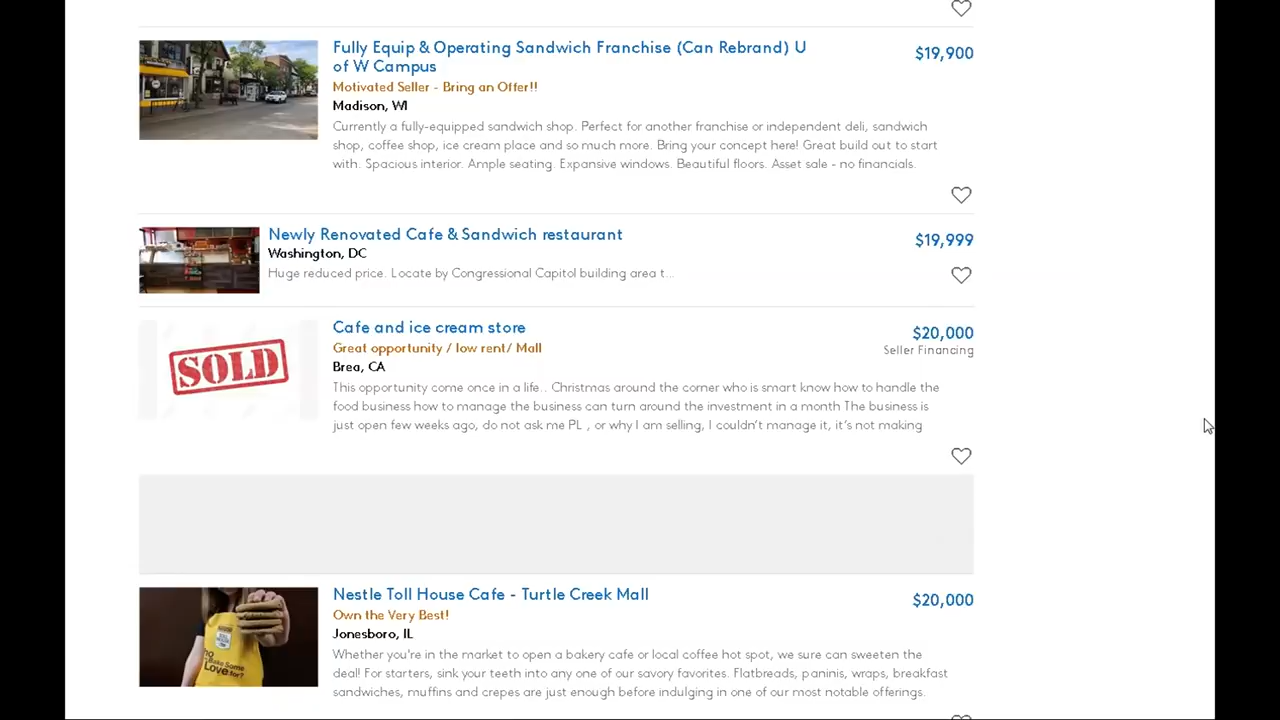 Fully Equip & Operating Sandwich Franchise (Can Rebrand) U
of W Campus
$19,900
Motivated Seller - Bring an Offer!!
Madison, WI
Currently a fully-equipped sandwich shop. Perfect for another franchise or independent deli, sandwich
shop, coffee shop, ice cream place and so much more. Bring your concept here! Great build out to start
with. Spacious interior. Ample seating. Expansive windows. Beautiful floors. Asset sale - no financials.
Newly Renovated Cafe & Sandwich restaurant
$19,999
Washington, DC
Huge reduced price. Locate by Congressional Capitol building area t...
SOLD
Cafe and ice cream store
$20,000
Great opportunity / low rent/ Mall
Seller Financing
Brea, CA
This opportunity come once in a life.. Christmas around the corner who is smart know how to handle the
food business how to manage the business can turn around the investment in a month The business is
just open few weeks ago, do not ask me PL , or why I am selling, I couldn't manage it, it's not making
Nestle Toll House Cafe - Turtle Creek Mall
$20,000
Own the Very Best!
Jonesboro, IL
Whether you're in the market to open a bakery cafe or local coffee hot spot, we sure can sweeten the
deal! For starters, sink your teeth into any one of our savory favorites. Flatbreads, paninis, wraps, breakfast
sandwiches, muffins and crepes are just enough before indulging in one of our most notable offerings.
Bake Some
Love